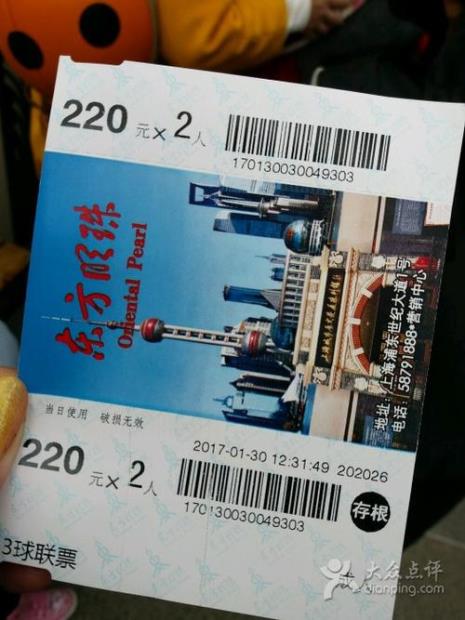 220 元×2人
170130030049303
东方明珠
Oriental Pearl
地址:上海浦东世纪大道1号
电话:58791888*营销中心
当日使用 破损无效
220 元×2人
2017-01-30 12:31:49 202026
170130030049303
存根
3球联票
大众点评
dianping.com